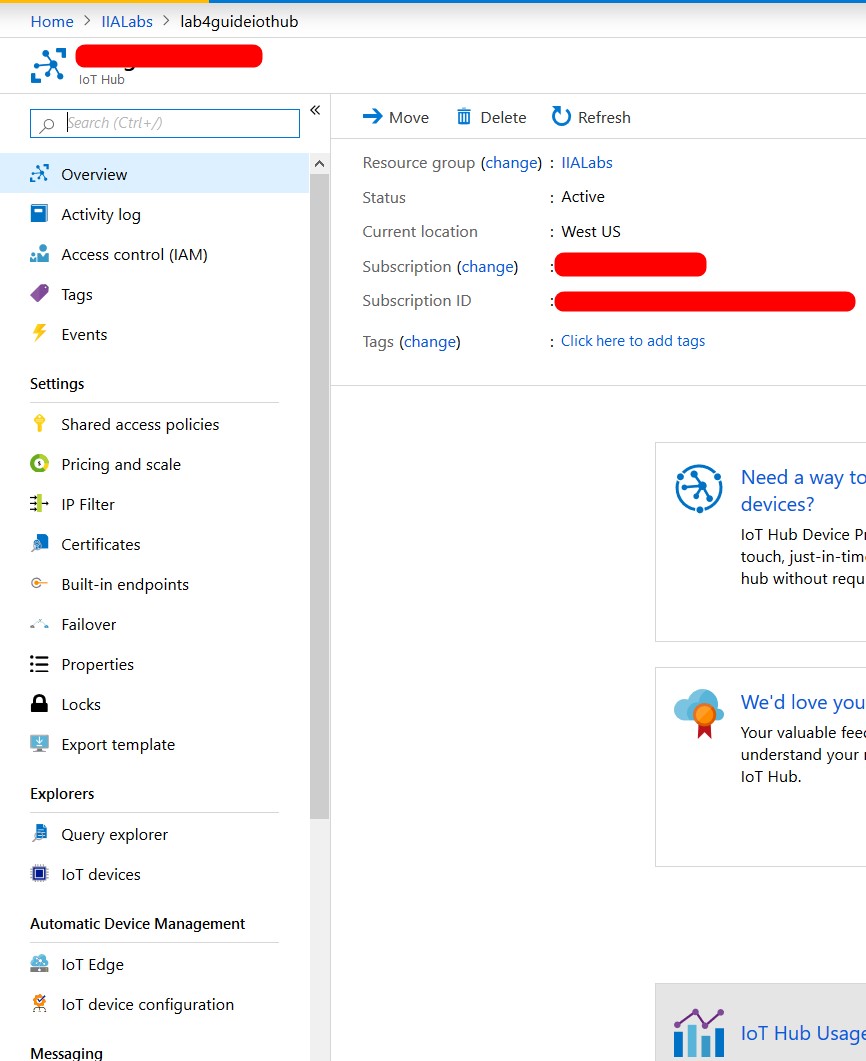 Home > IIALabs > lab4guideiothub
IoT Hub
Search (Ctrl+/)
«
Overview
Activity log
Access control (IAM)
Tags
Events
Settings
Shared access policies
Pricing and scale
IP Filter
Certificates
Built-in endpoints
Failover
Properties
Locks
Export template
Explorers
Query explorer
IoT devices
Automatic Device Management
IoT Edge
IoT device configuration
Messaging
Move Delete Refresh
Resource group (change) : IIALabs
Status : Active
Current location : West US
Subscription (change) :
Subscription ID :
Tags (change) : Click here to add tags
Need a way to
devices?
IoT Hub Device Pr
touch, just-in-time
hub without requ
We'd love you
Your valuable feed
understand your
IoT Hub.
IoT Hub Usage